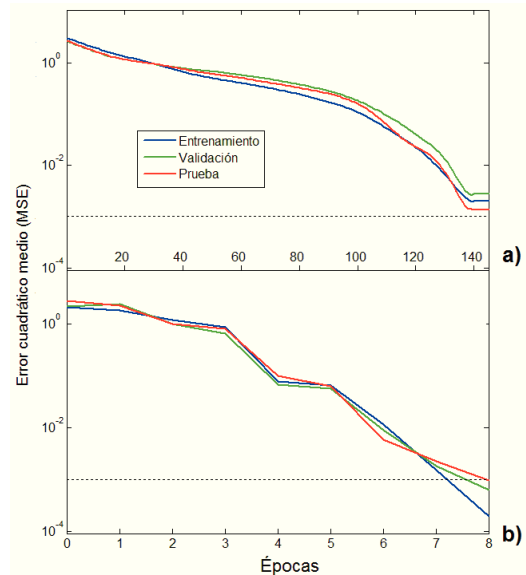 10^0
10^-2
10^-4
Entrenamiento
Validación
Prueba
20 40 60 80 100 120 140
a)
Error cuadrático medio (MSE)
10^0
10^-2
10^-4
0 1 2 3 4 5 6 7 8
b)
Épocas